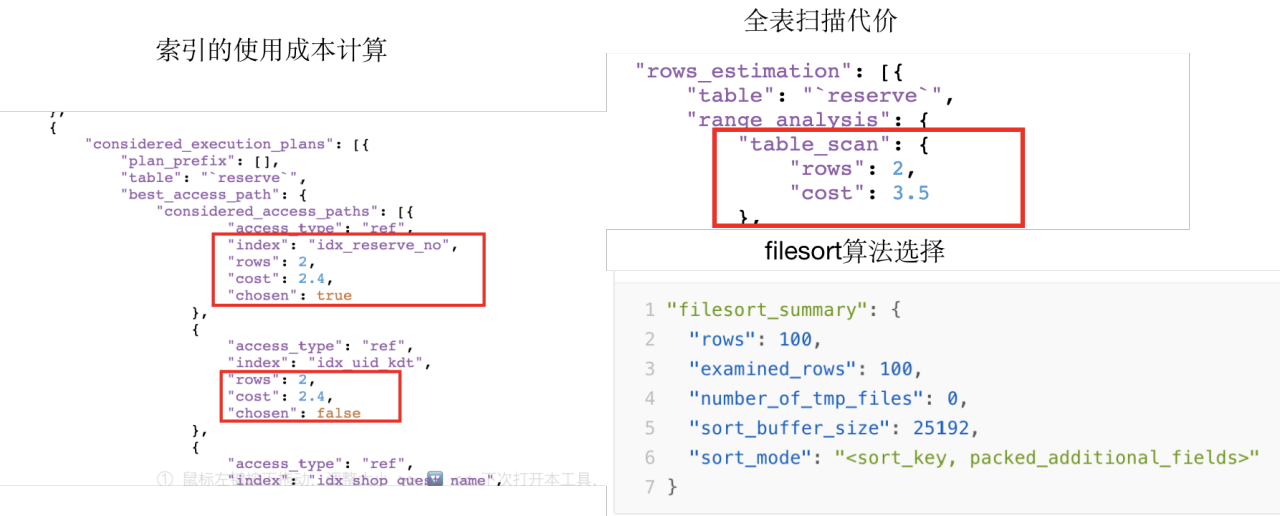 索引的使用成本计算
},
{
"considered_execution_plans": [{
"plan_prefix": [],
"table": "`reserve`",
"best_access_path": {
"considered_access_paths": [{
"access_type": "ref",
"index": "idx_reserve_no",
"rows": 2,
"cost": 2.4,
"chosen": true
},
{
"access_type": "ref",
"index": "idx_uid_kdt",
"rows": 2,
"cost": 2.4,
"chosen": false
},
{
"access_type": "ref",
① 鼠标左
次打开本工具,
"index": "idx_shop_guest_name",
全表扫描代价
"rows_estimation": [{
"table": "`reserve`",
"range_analysis": {
"table_scan": {
"rows": 2,
"cost": 3.5
},
filesort算法选择
1 "filesort_summary": {
2 "rows": 100,
3 "examined_rows": 100,
4 "number_of_tmp_files": 0,
5 "sort_buffer_size": 25192,
6 "sort_mode": "<sort_key, packed_additional_fields>"
7 }